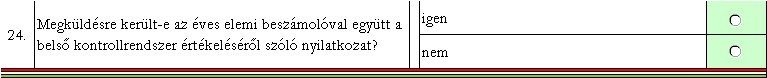 24.
Megküldésre került-e az éves elemi beszámolóval együtt a
belső kontrollrendszer értékeléséről szóló nyilatkozat?
igen
nem